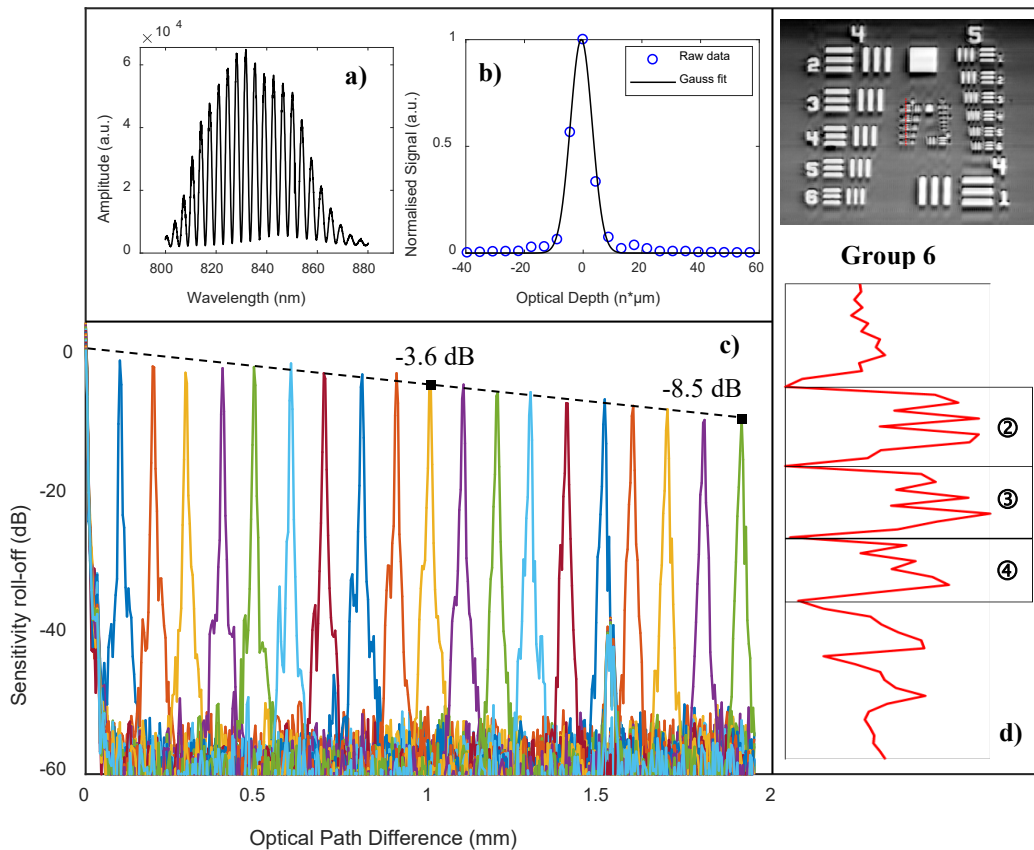 × 10^4
6
4
2
0
Amplitude (a.u.)
a)
800
820
840
860
880
Wavelength (nm)
Normalised Signal (a.u.)
1
0.5
0
b)
Raw data
Gauss fit
-40
-20
0
20
40
60
Optical Depth (n*µm)
4
5
2
3
4
5
6
4
1
Group 6
②
③
④
d)
c)
-3.6 dB
-8.5 dB
Sensitivity roll-off (dB)
0
-20
-40
-60
0
0.5
1
1.5
2
Optical Path Difference (mm)